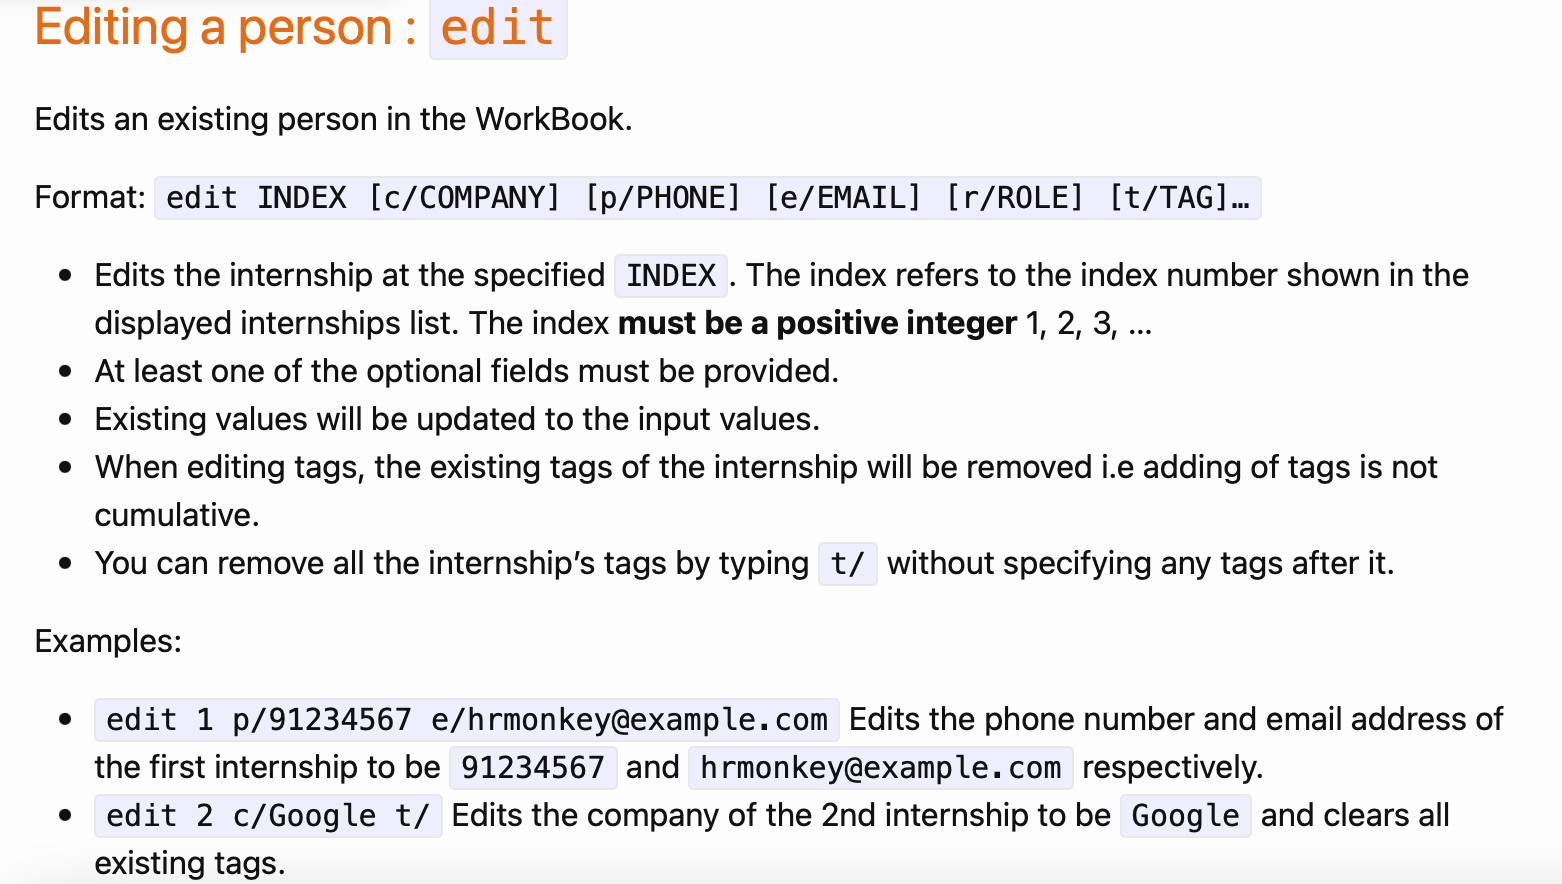 Editing a person : edit
Edits an existing person in the WorkBook.
Format: edit INDEX [c/COMPANY] [p/PHONE] [e/EMAIL] [r/ROLE] [t/TAG]…
• Edits the internship at the specified INDEX. The index refers to the index number shown in the
displayed internships list. The index must be a positive integer 1, 2, 3, …
• At least one of the optional fields must be provided.
• Existing values will be updated to the input values.
• When editing tags, the existing tags of the internship will be removed i.e adding of tags is not
cumulative.
• You can remove all the internship’s tags by typing t/ without specifying any tags after it.
Examples:
• edit 1 p/91234567 e/hrmonkey@example.com Edits the phone number and email address of
the first internship to be 91234567 and hrmonkey@example.com respectively.
• edit 2 c/Google t/ Edits the company of the 2nd internship to be Google and clears all
existing tags.